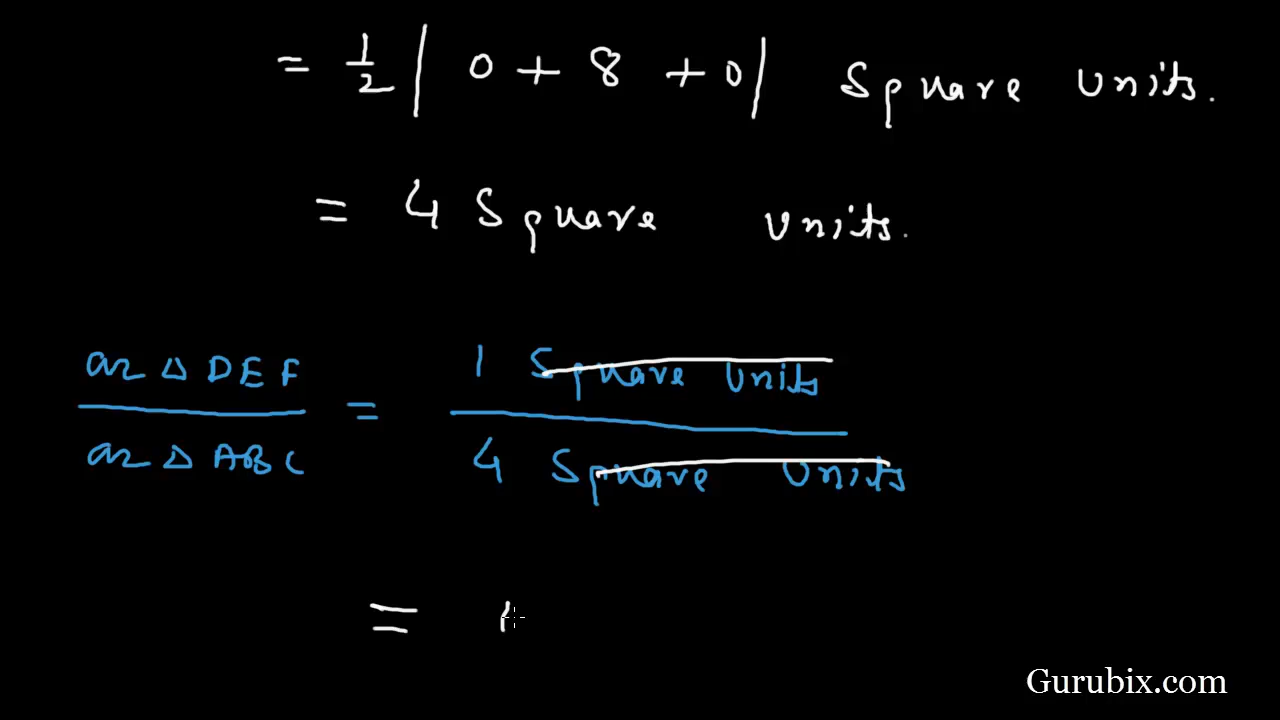 = 1/2 | 0 + 8 + 0 | Square units.
= 4 Square units.
ar △ DEF / ar △ ABC = 1 Square units / 4 Square units
=
Gurubix.com